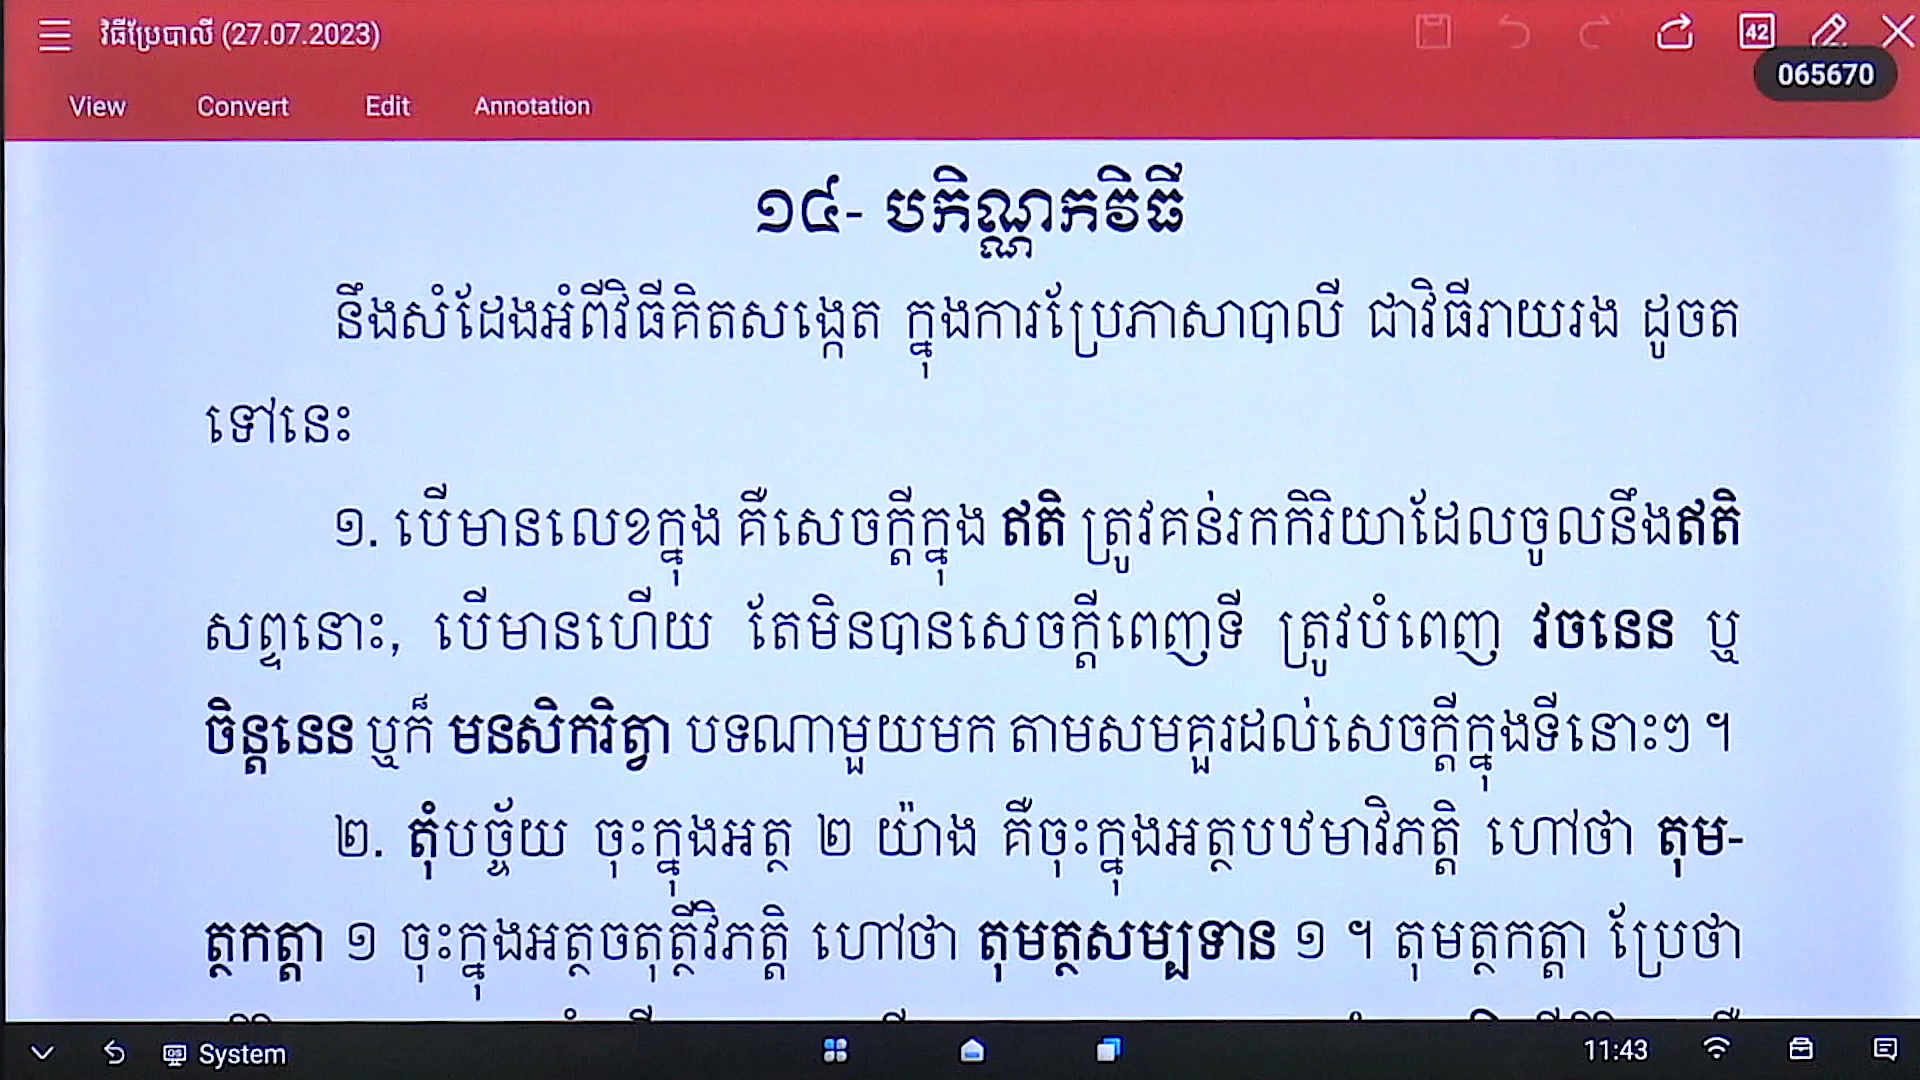 វិធីប្រែបាលី (27.07.2023)
42
065670
View Convert Edit Annotation
១៤- បកិណ្ណកវិធី
នឹងសំដែងអំពីវិធីគិតសង្កេត ក្នុងការប្រែភាសាបាលី ជាវិធីរាយរង ដូចត
ទៅនេះ
១. បើមានលេខក្នុង គឺសេចក្តីក្នុង ឥតិ ត្រូវគន់រកកិរិយាដែលចូលនឹងឥតិ
សព្ទនោះ, បើមានហើយ តែមិនបានសេចក្តីពេញទី ត្រូវបំពេញ វចនេន ឬ
ចិន្តនេន ឬក៏ មនសិករិត្វា បទណាមួយមក តាមសមគួរដល់សេចក្តីក្នុងទីនោះៗ ។
២. តុំបច្ច័យ ចុះក្នុងអត្ថ ២ យ៉ាង គឺចុះក្នុងអត្ថបឋមាវិភត្តិ ហៅថា តុម-
ត្ថកត្តា ១ ចុះក្នុងអត្ថចតុត្ថីវិភត្តិ ហៅថា តុមត្ថសម្បទាន ១ ។ តុមត្ថកត្តា ប្រែថា
System
11:43